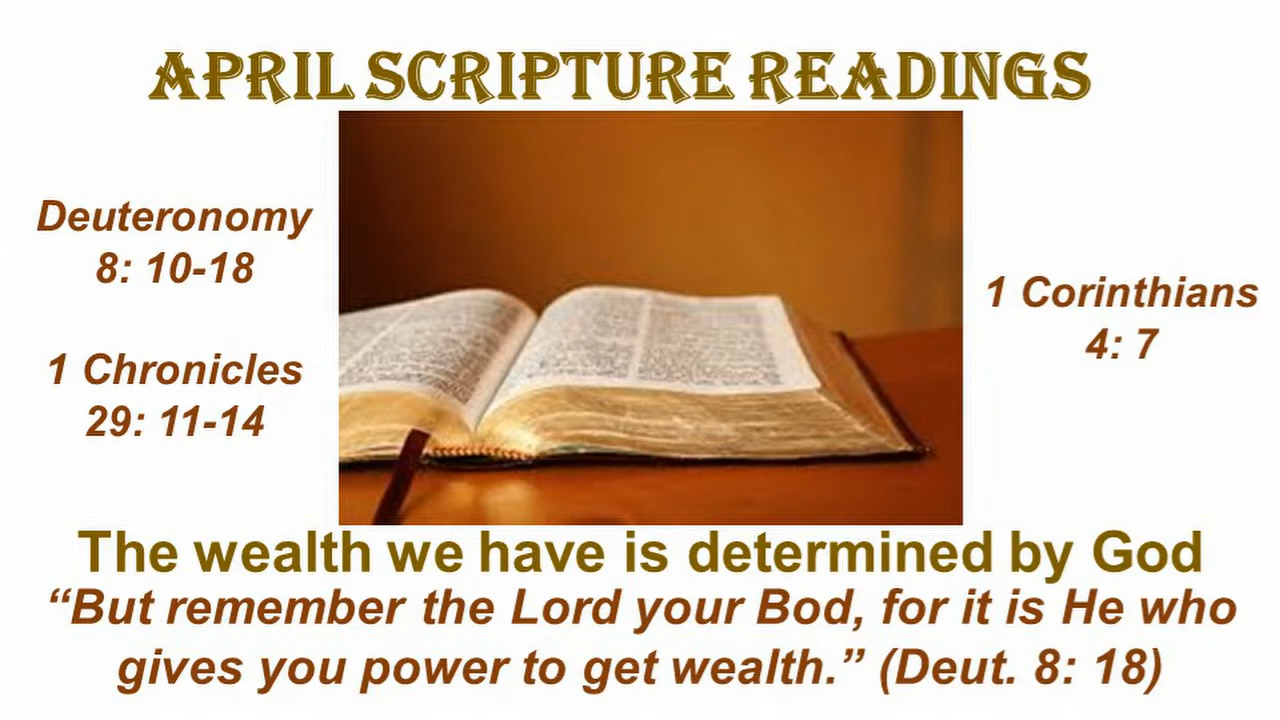 APRIL SCRIPTURE READINGS
Deuteronomy
8: 10-18
1 Chronicles
29: 11-14
1 Corinthians
4: 7
The wealth we have is determined by God
“But remember the Lord your Bod, for it is He who
gives you power to get wealth.” (Deut. 8: 18)